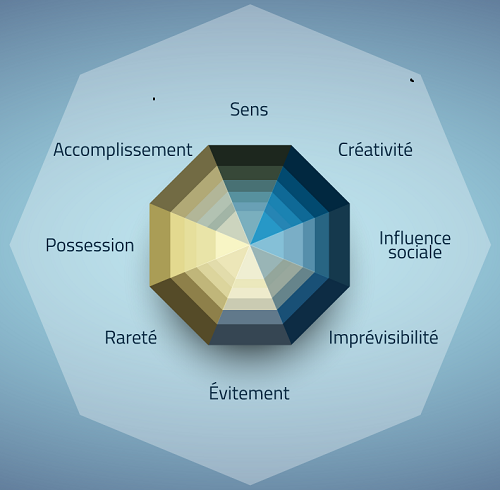 Sens
Accomplissement
Créativité
Possession
Influence
sociale
Rareté
Imprévisibilité
Évitement